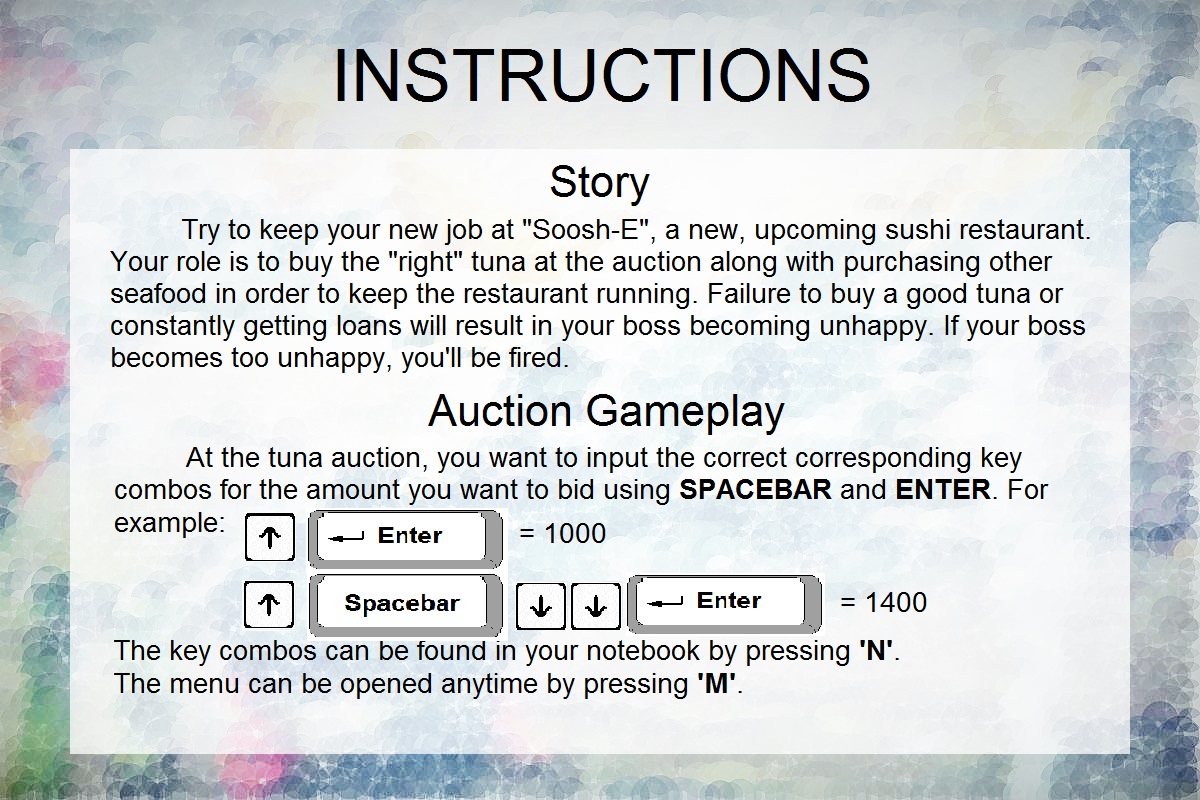 INSTRUCTIONS
Story
Try to keep your new job at "Soosh-E", a new, upcoming sushi restaurant.
Your role is to buy the "right" tuna at the auction along with purchasing other
seafood in order to keep the restaurant running. Failure to buy a good tuna or
constantly getting loans will result in your boss becoming unhappy. If your boss
becomes too unhappy, you'll be fired.
Auction Gameplay
At the tuna auction, you want to input the correct corresponding key
combos for the amount you want to bid using SPACEBAR and ENTER. For
example: ↑ ↵ Enter = 1000
↑ Spacebar ↓ ↓ ↵ Enter = 1400
The key combos can be found in your notebook by pressing 'N'.
The menu can be opened anytime by pressing 'M'.